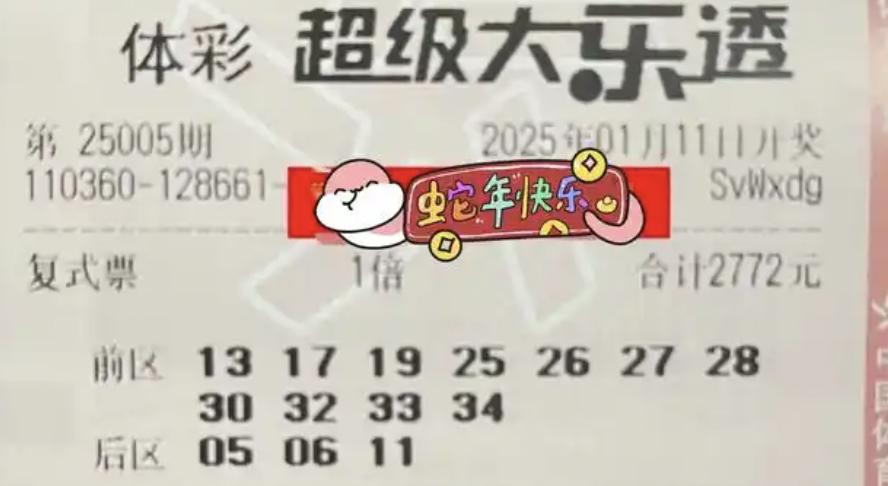 体彩 超级大乐透
第 25005期 2025年01月11日开奖
110360-128661- SvWxdg
蛇年快乐
复式票 1倍 合计2772元
前区 13 17 19 25 26 27 28
30 32 33 34
后区 05 06 11